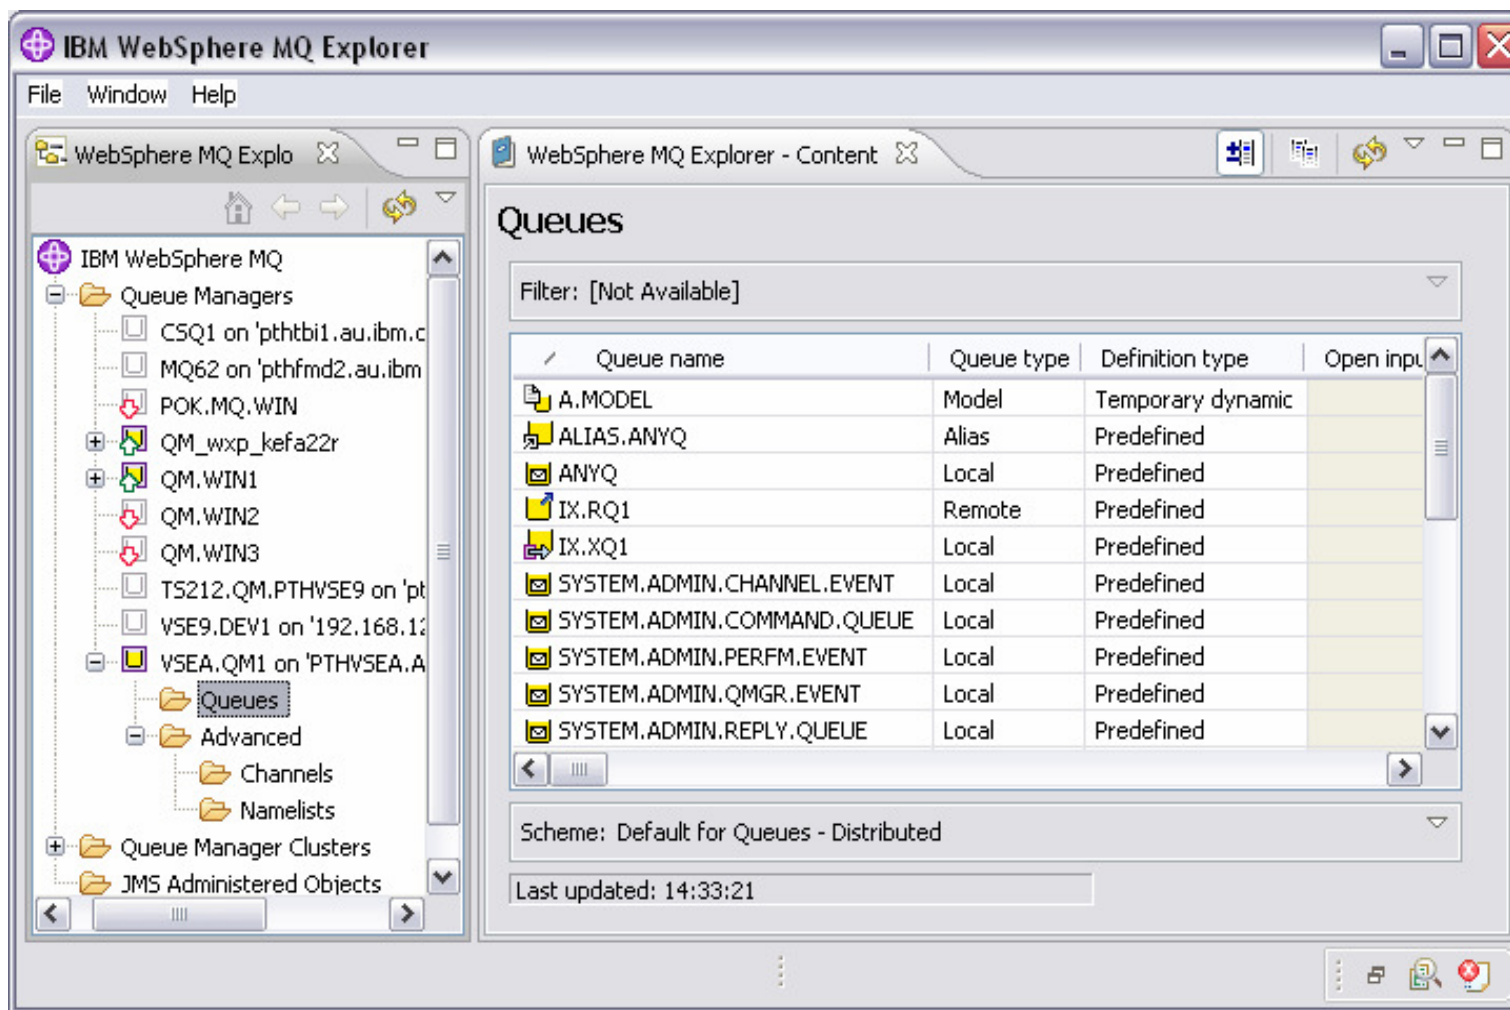 IBM WebSphere MQ Explorer
File Window Help
WebSphere MQ Explo
IBM WebSphere MQ
Queue Managers
CSQ1 on 'pthtbi1.au.ibm.c
MQ62 on 'pthfmd2.au.ibm
POK.MQ.WIN
QM_wxp_kefa22r
QM.WIN1
QM.WIN2
QM.WIN3
TS212.QM.PTHVSE9 on 'pt
VSE9.DEV1 on '192.168.12
VSEA.QM1 on 'PTHVSEA.A
Queues
Advanced
Channels
Namelists
Queue Manager Clusters
JMS Administered Objects
WebSphere MQ Explorer - Content
Queues
Filter: [Not Available]
Queue name Queue type Definition type Open inpu
A.MODEL Model Temporary dynamic
ALIAS.ANYQ Alias Predefined
ANYQ Local Predefined
IX.RQ1 Remote Predefined
IX.XQ1 Local Predefined
SYSTEM.ADMIN.CHANNEL.EVENT Local Predefined
SYSTEM.ADMIN.COMMAND.QUEUE Local Predefined
SYSTEM.ADMIN.PERFM.EVENT Local Predefined
SYSTEM.ADMIN.QMGR.EVENT Local Predefined
SYSTEM.ADMIN.REPLY.QUEUE Local Predefined
Scheme: Default for Queues - Distributed
Last updated: 14:33:21